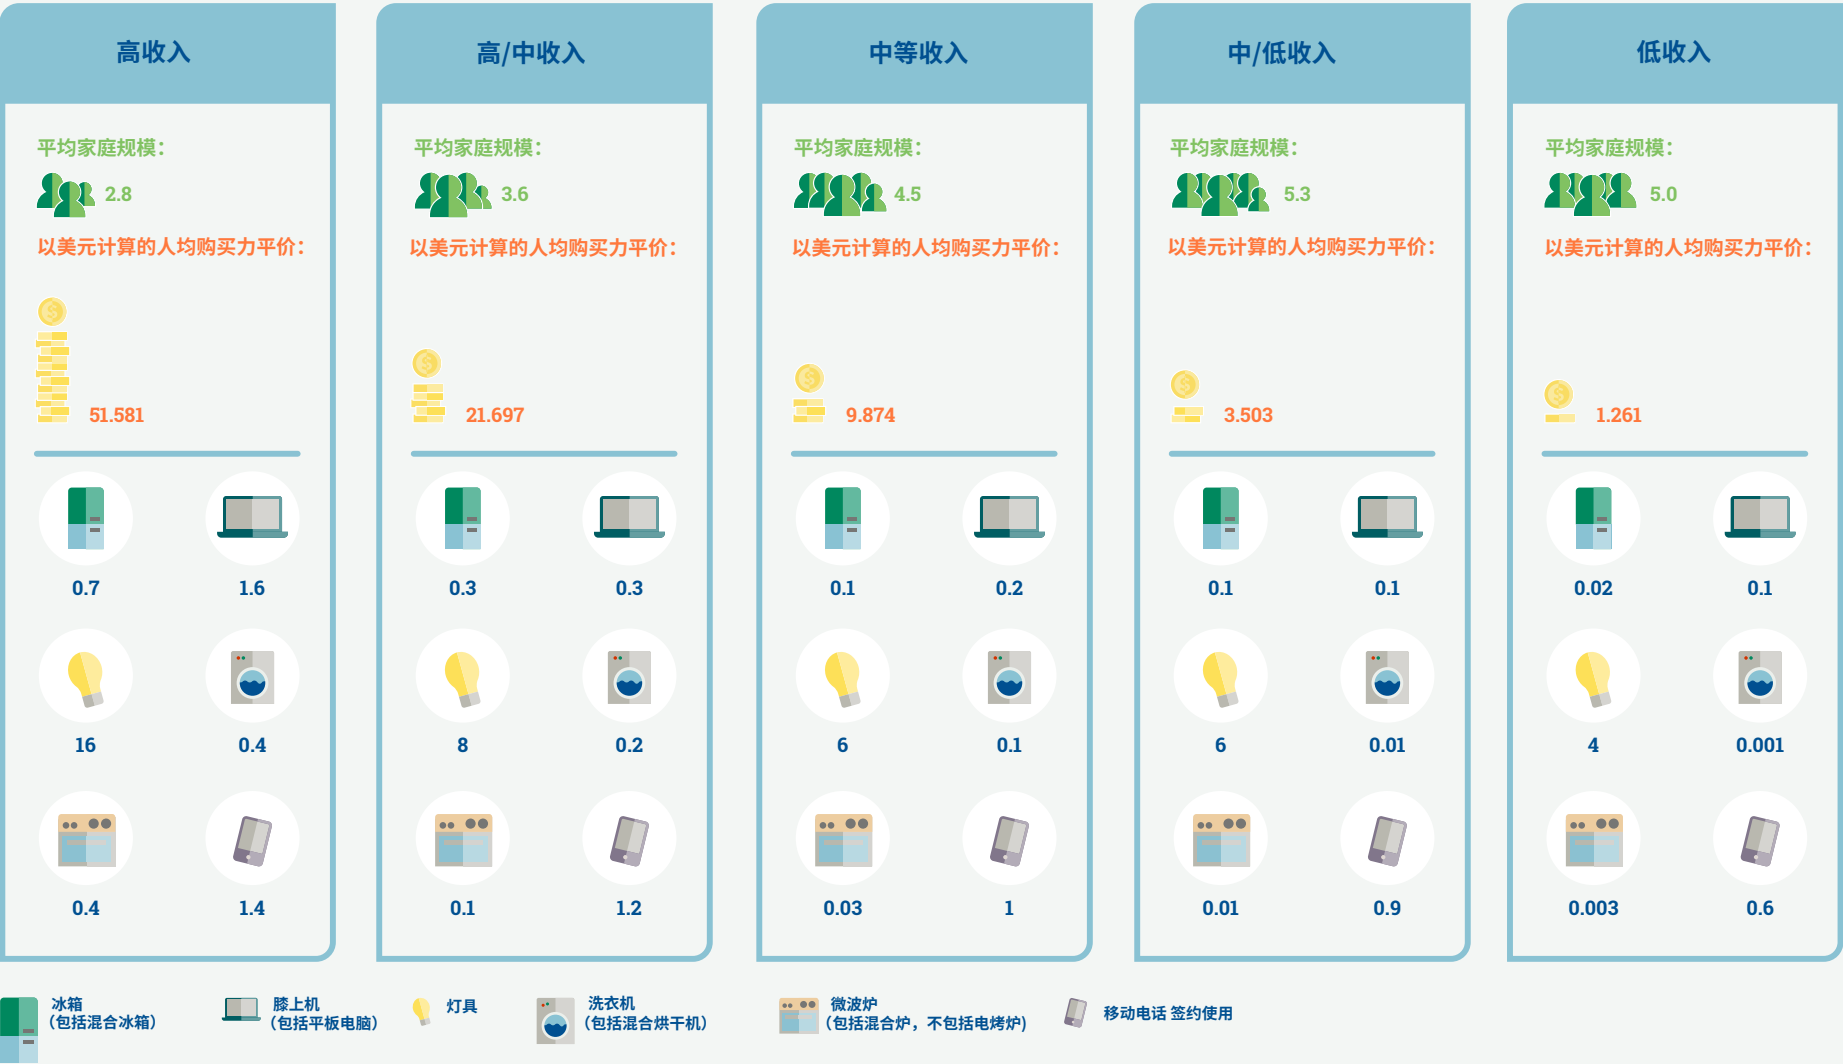 高收入
平均家庭规模：
2.8
以美元计算的人均购买力平价：
51.581
0.7
1.6
16
0.4
0.4
1.4
高/中收入
平均家庭规模：
3.6
以美元计算的人均购买力平价：
21.697
0.3
0.3
8
0.2
0.1
1.2
中等收入
平均家庭规模：
4.5
以美元计算的人均购买力平价：
9.874
0.1
0.2
6
0.1
0.03
1
中/低收入
平均家庭规模：
5.3
以美元计算的人均购买力平价：
3.503
0.1
0.1
6
0.01
0.01
0.9
低收入
平均家庭规模：
5.0
以美元计算的人均购买力平价：
1.261
0.02
0.1
4
0.001
0.003
0.6
冰箱
（包括混合冰箱）
膝上机
（包括平板电脑）
灯具
洗衣机
（包括混合烘干机）
微波炉
（包括混合炉，不包括电烤炉)
移动电话 签约使用